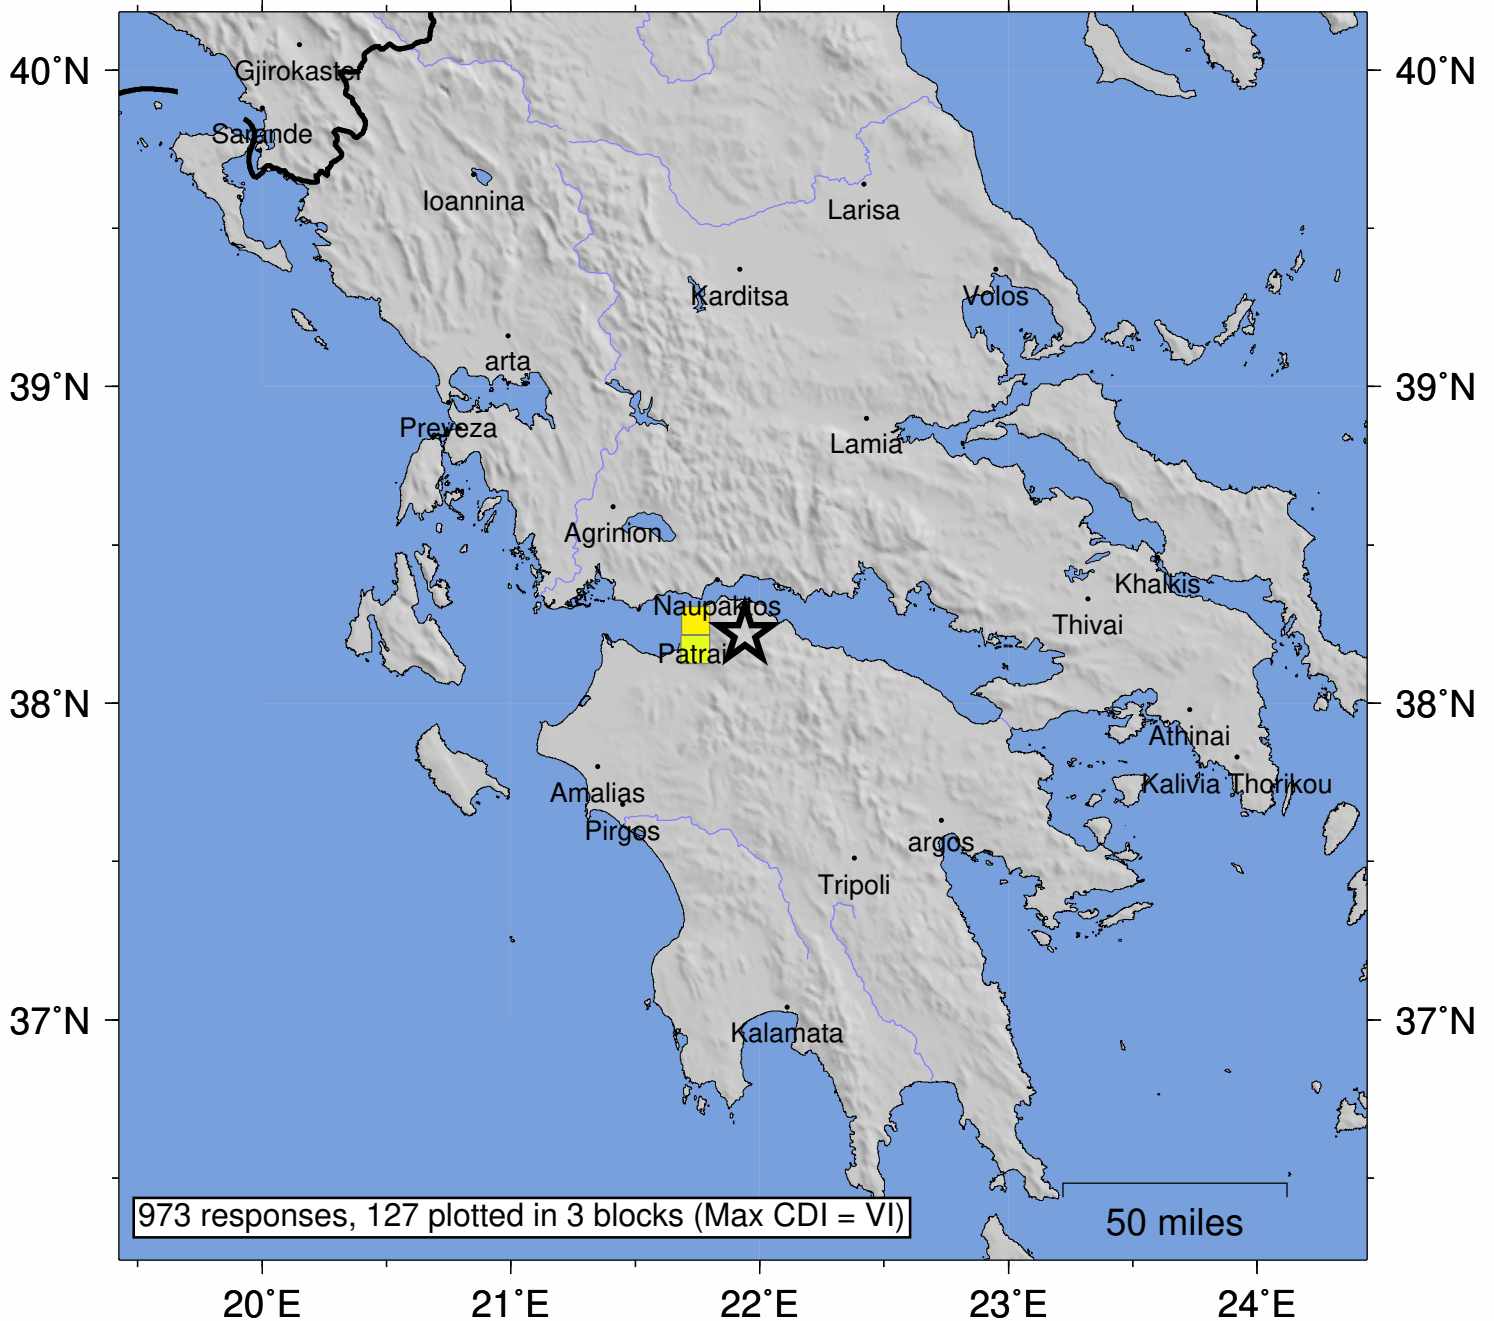 40°N
40°N
Gjirokaster
Sarande
Ioannina
Larisa
Karditsa
Volos
arta
39°N
39°N
Preveza
Lamia
Agrinion
Khalkis
Naupaktos
Thivai
Patrai
38°N
38°N
Athinai
Amalias
Kalivia Thorikou
Pirgos
argos
Tripoli
37°N
37°N
Kalamata
973 responses, 127 plotted in 3 blocks (Max CDI = VI)
50 miles
20°E
21°E
22°E
23°E
24°E